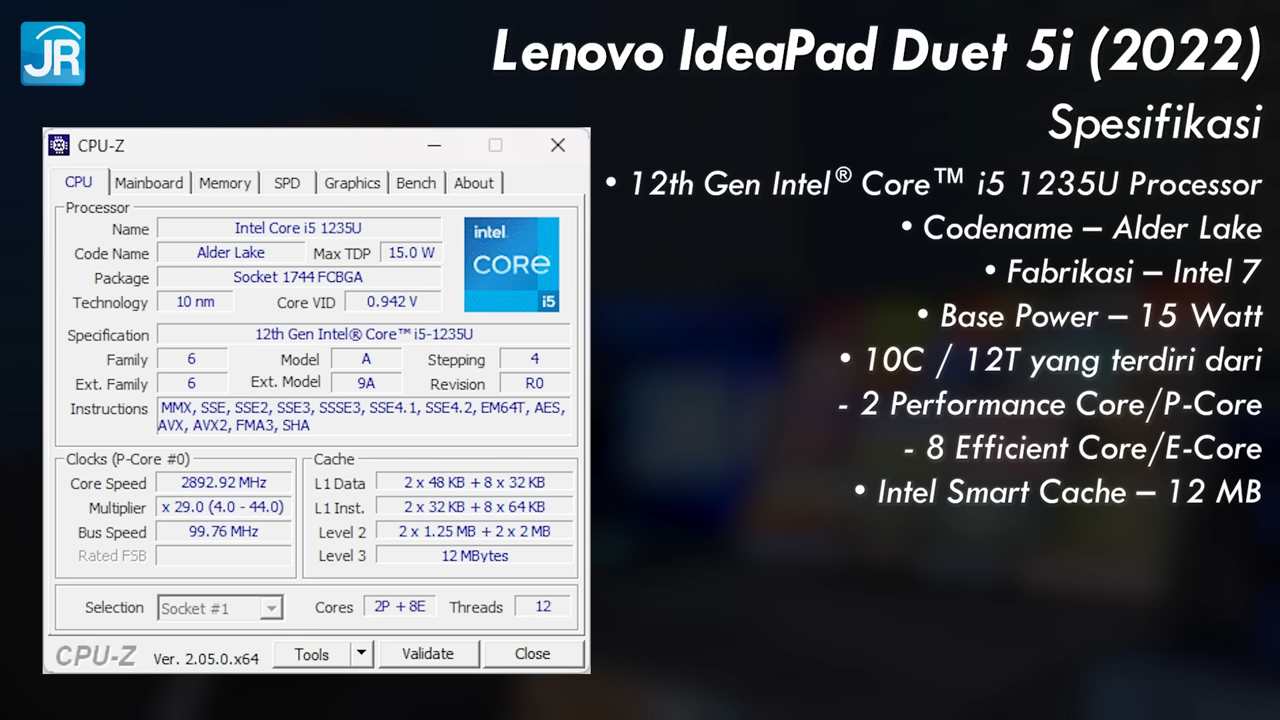 JR
Lenovo IdeaPad Duet 5i (2022)
Spesifikasi
• 12th Gen Intel® Core™ i5 1235U Processor
• Codename – Alder Lake
• Fabrikasi – Intel 7
• Base Power – 15 Watt
• 10C / 12T yang terdiri dari
- 2 Performance Core/P-Core
- 8 Efficient Core/E-Core
• Intel Smart Cache – 12 MB
CPU-Z
CPU Mainboard Memory SPD Graphics Bench About
Processor
Name Intel Core i5 1235U
Code Name Alder Lake Max TDP 15.0 W
Package Socket 1744 FCBGA
Technology 10 nm Core VID 0.942 V
intel
CORE
i5
Specification 12th Gen Intel® Core™ i5-1235U
Family 6 Model A Stepping 4
Ext. Family 6 Ext. Model 9A Revision R0
Instructions MMX, SSE, SSE2, SSE3, SSSE3, SSE4.1, SSE4.2, EM64T, AES,
AVX, AVX2, FMA3, SHA
Clocks (P-Core #0)
Core Speed 2892.92 MHz
Multiplier x 29.0 (4.0 - 44.0)
Bus Speed 99.76 MHz
Rated FSB
Cache
L1 Data 2 x 48 KB + 8 x 32 KB
L1 Inst. 2 x 32 KB + 8 x 64 KB
Level 2 2 x 1.25 MB + 2 x 2 MB
Level 3 12 MBytes
Selection Socket #1 Cores 2P + 8E Threads 12
CPU-Z Ver. 2.05.0.x64 Tools Validate Close